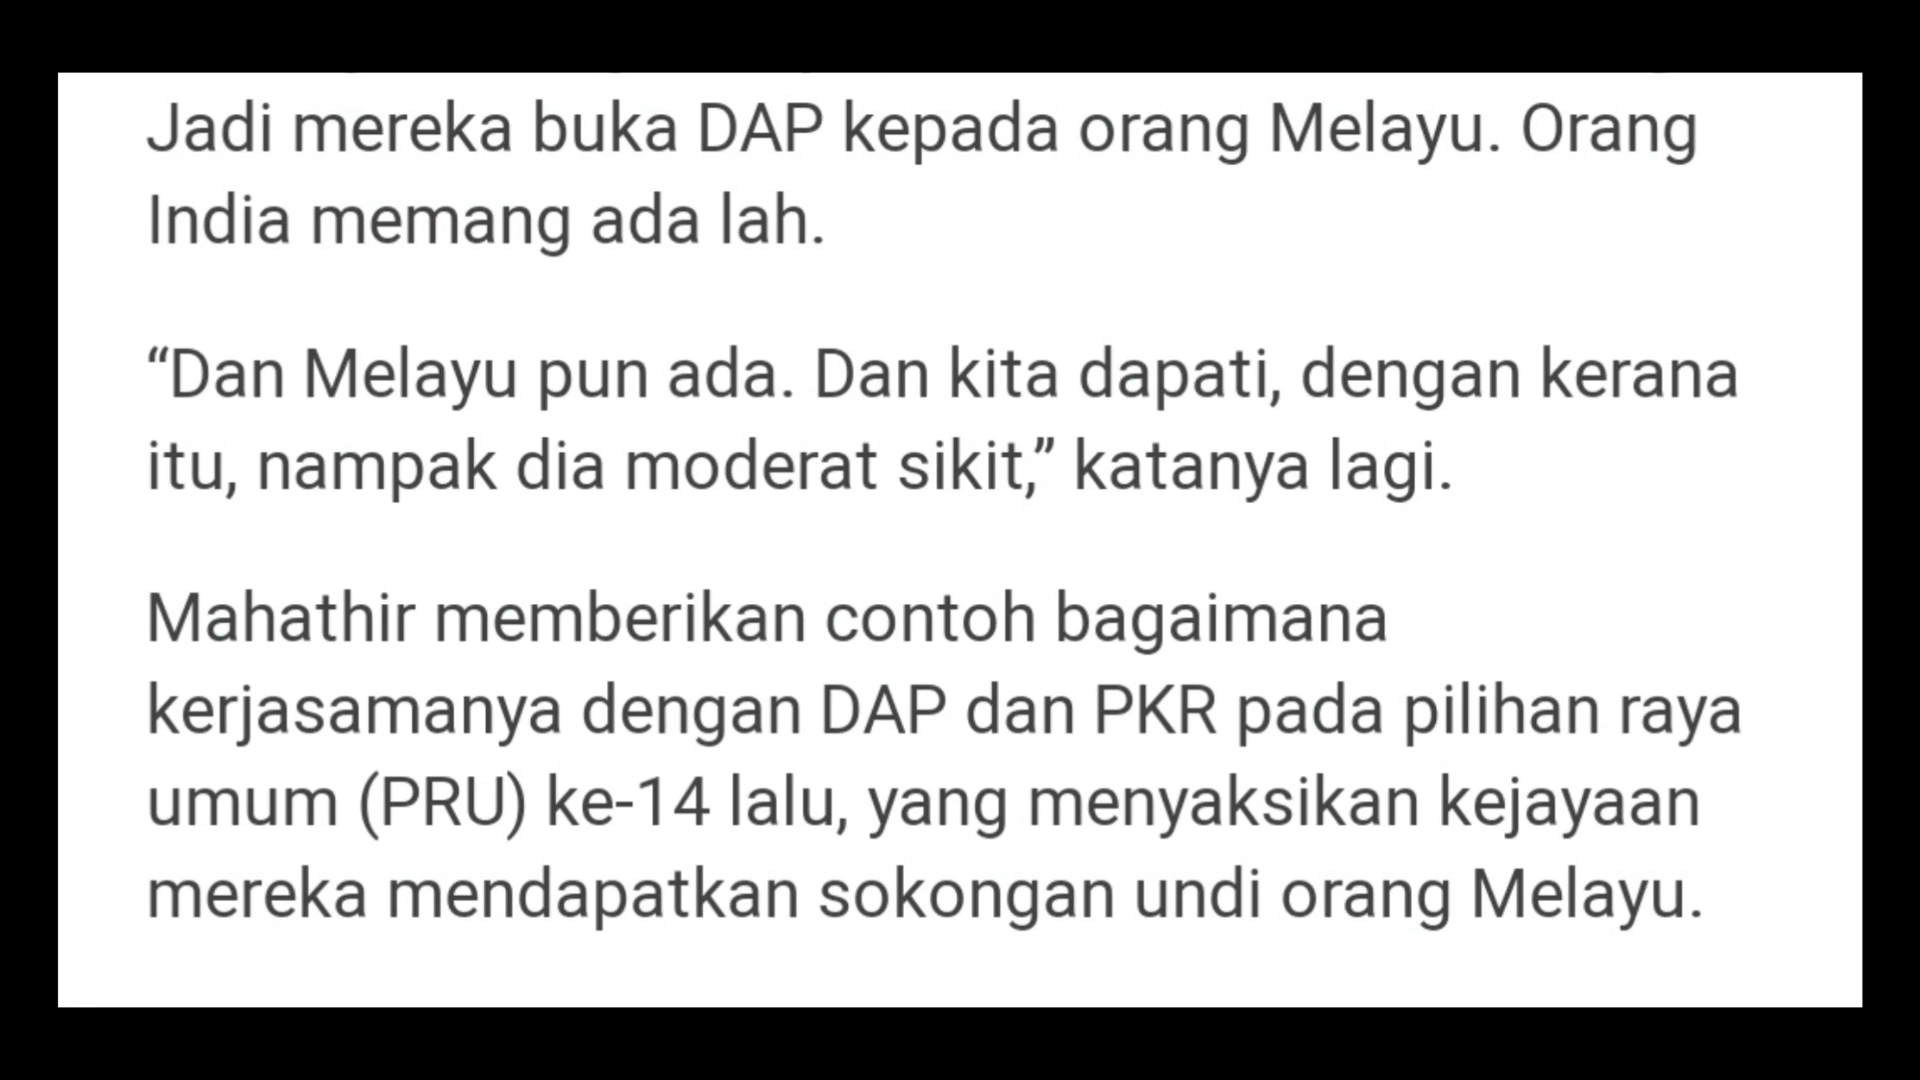 Jadi mereka buka DAP kepada orang Melayu. Orang
India memang ada lah.
“Dan Melayu pun ada. Dan kita dapati, dengan kerana
itu, nampak dia moderat sikit,” katanya lagi.
Mahathir memberikan contoh bagaimana
kerjasamanya dengan DAP dan PKR pada pilihan raya
umum (PRU) ke-14 lalu, yang menyaksikan kejayaan
mereka mendapatkan sokongan undi orang Melayu.